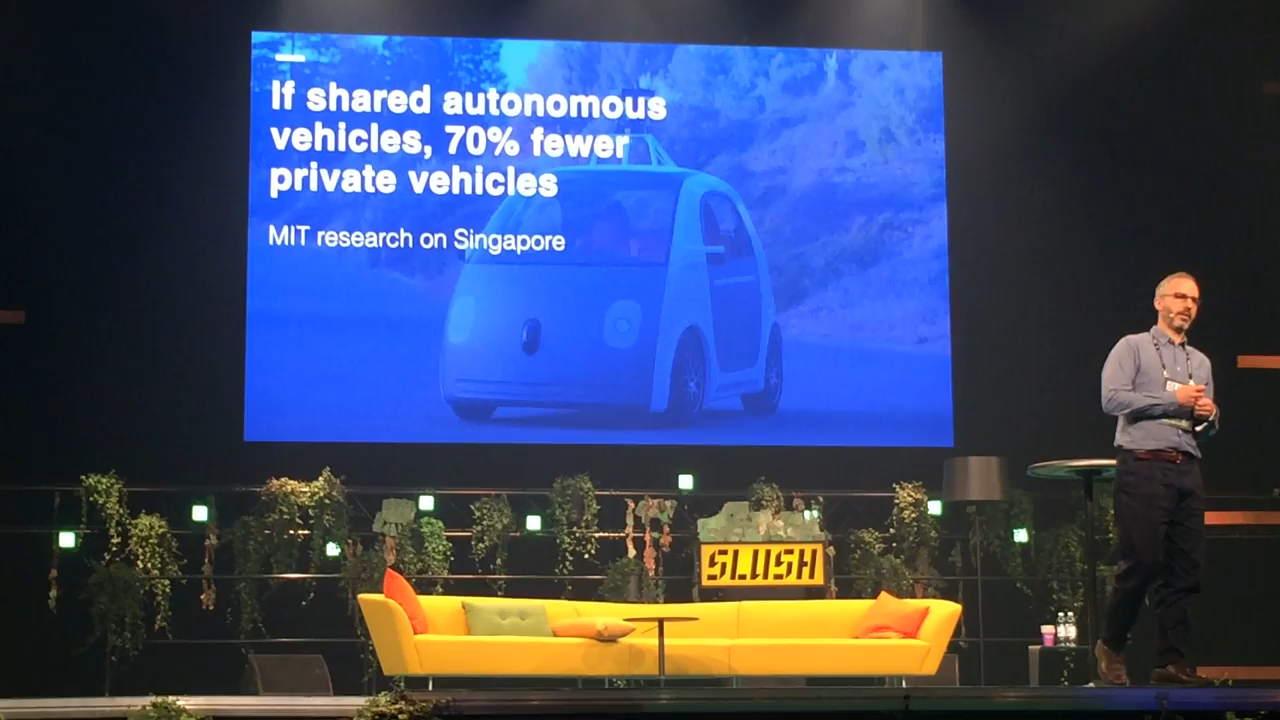 If shared autonomous
vehicles, 70% fewer
private vehicles
MIT research on Singapore
SLUSH